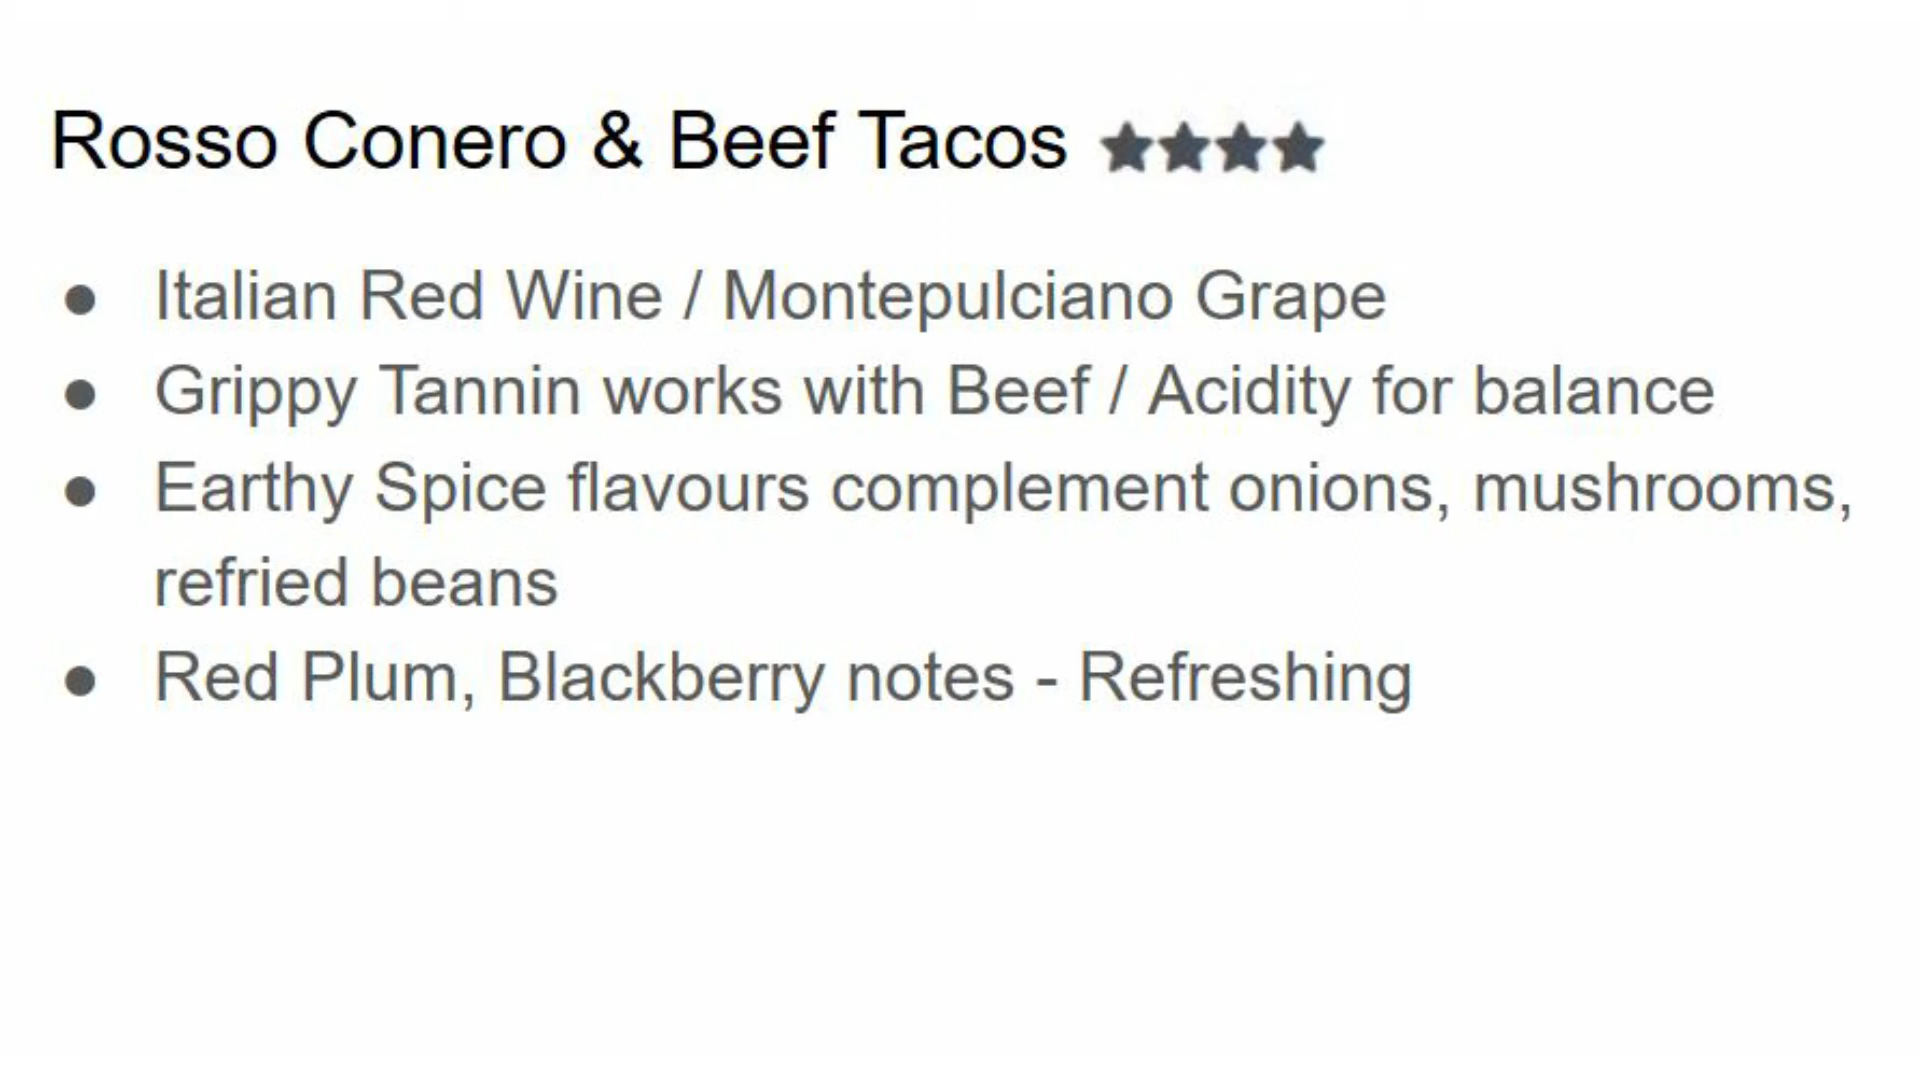 Rosso Conero & Beef Tacos ★★★★
● Italian Red Wine / Montepulciano Grape
● Grippy Tannin works with Beef / Acidity for balance
● Earthy Spice flavours complement onions, mushrooms,
refried beans
● Red Plum, Blackberry notes - Refreshing